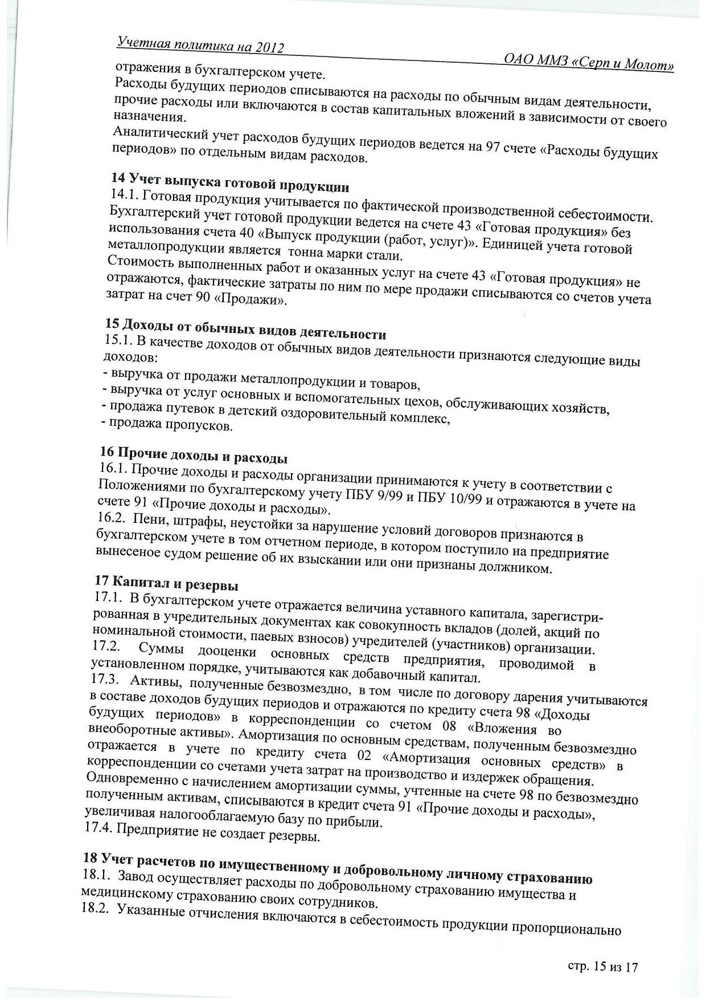 Учетная политика на 2012 ОАО ММЗ «Серп и Молот»
отражения в бухгалтерском учете.
Расходы будущих периодов списываются на расходы по обычным видам деятельности,
прочие расходы или включаются в состав капитальных вложений в зависимости от своего
назначения.
Аналитический учет расходов будущих периодов ведется на 97 счете «Расходы будущих
периодов» по отдельным видам расходов.
14 Учет выпуска готовой продукции
14.1. Готовая продукция учитывается по фактической производственной себестоимости.
Бухгалтерский учет готовой продукции ведется на счете 43 «Готовая продукция» без
использования счета 40 «Выпуск продукции (работ, услуг)». Единицей учета готовой
металлопродукции является тонна марки стали.
Стоимость выполненных работ и оказанных услуг на счете 43 «Готовая продукция» не
отражаются, фактические затраты по ним по мере продажи списываются со счетов учета
затрат на счет 90 «Продажи».
15 Доходы от обычных видов деятельности
15.1. В качестве доходов от обычных видов деятельности признаются следующие виды
доходов:
- выручка от продажи металлопродукции и товаров,
- выручка от услуг основных и вспомогательных цехов, обслуживающих хозяйств,
- продажа путевок в детский оздоровительный комплекс,
- продажа пропусков.
16 Прочие доходы и расходы
16.1. Прочие доходы и расходы организации принимаются к учету в соответствии с
Положениями по бухгалтерскому учету ПБУ 9/99 и ПБУ 10/99 и отражаются в учете на
счете 91 «Прочие доходы и расходы».
16.2. Пени, штрафы, неустойки за нарушение условий договоров признаются в
бухгалтерском учете в том отчетном периоде, в котором поступило на предприятие
вынесеное судом решение об их взыскании или они признаны должником.
17 Капитал и резервы
17.1. В бухгалтерском учете отражается величина уставного капитала, зарегистри-
рованная в учредительных документах как совокупность вкладов (долей, акций по
номинальной стоимости, паевых взносов) учредителей (участников) организации.
17.2. Суммы дооценки основных средств предприятия, проводимой в
установленном порядке, учитываются как добавочный капитал.
17.3. Активы, полученные безвозмездно, в том числе по договору дарения учитываются
в составе доходов будущих периодов и отражаются по кредиту счета 98 «Доходы
будущих периодов» в корреспонденции со счетом 08 «Вложения во
внеоборотные активы». Амортизация по основным средствам, полученным безвозмездно
отражается в учете по кредиту счета 02 «Амортизация основных средств» в
корреспонденции со счетами учета затрат на производство и издержек обращения.
Одновременно с начислением амортизации суммы, учтенные на счете 98 по безвозмездно
полученным активам, списываются в кредит счета 91 «Прочие доходы и расходы»,
увеличивая налогооблагаемую базу по прибыли.
17.4. Предприятие не создает резервы.
18 Учет расчетов по имущественному и добровольному личному страхованию
18.1. Завод осуществляет расходы по добровольному страхованию имущества и
медицинскому страхованию своих сотрудников.
18.2. Указанные отчисления включаются в себестоимость продукции пропорционально
стр. 15 из 17